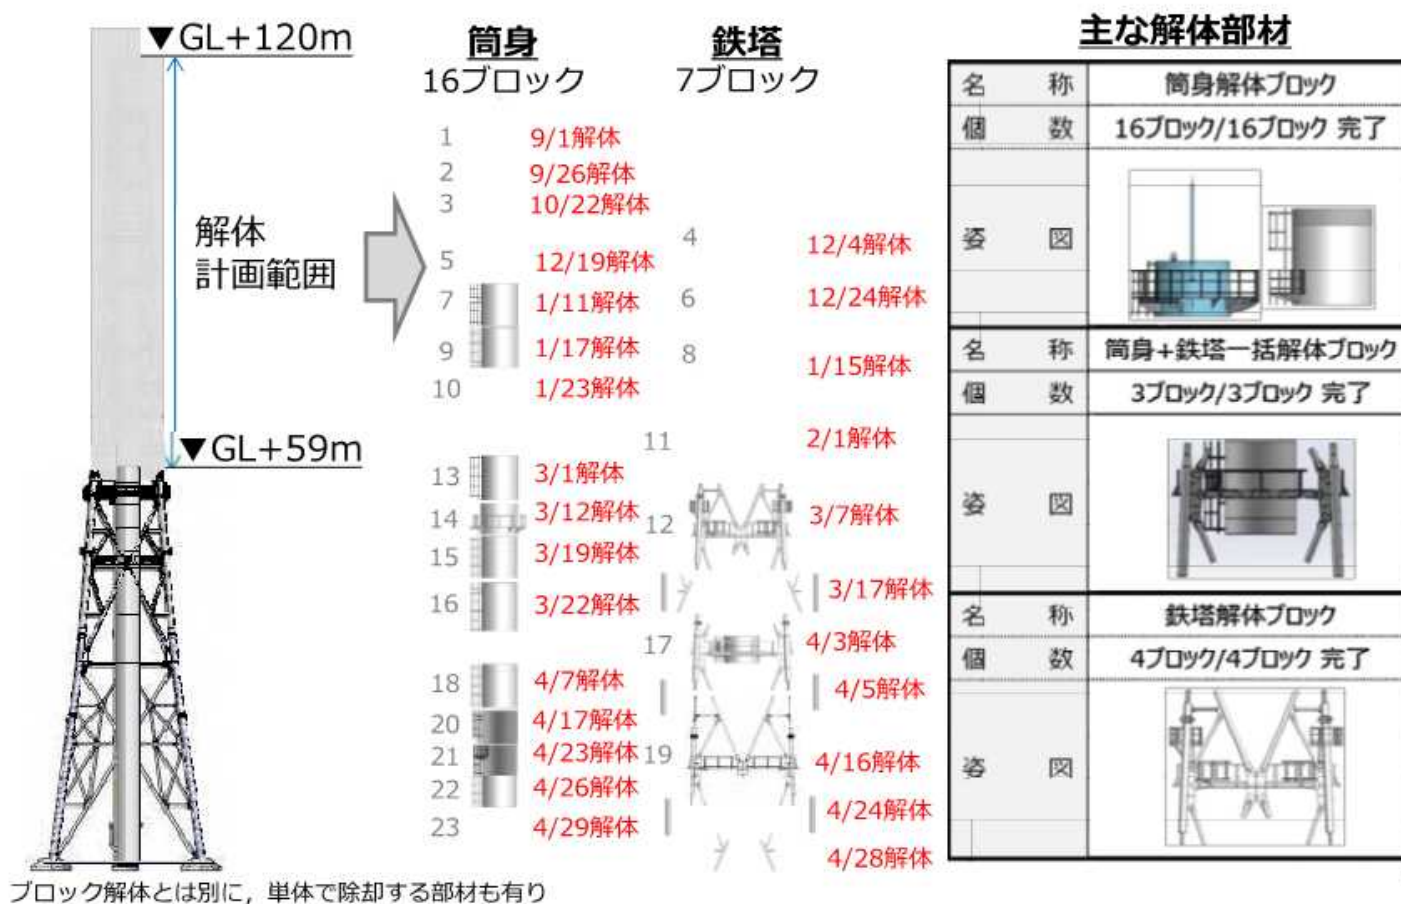 ▼GL+120m
解体
計画範囲
▼GL+59m
筒身
16ブロック
1 9/1解体
2 9/26解体
3 10/22解体
5 12/19解体
7 1/11解体
9 1/17解体
10 1/23解体
13 3/1解体
14 3/12解体
15 3/19解体
16 3/22解体
18 4/7解体
20 4/17解体
21 4/23解体
22 4/26解体
23 4/29解体
鉄塔
7ブロック
4 12/4解体
6 12/24解体
8 1/15解体
11 2/1解体
12 3/7解体
3/17解体
17 4/3解体
4/5解体
19 4/16解体
4/24解体
4/28解体
主な解体部材
名 称 筒身解体ブロック
個 数 16ブロック/16ブロック 完了
姿 図
名 称 筒身+鉄塔一括解体ブロック
個 数 3ブロック/3ブロック 完了
姿 図
名 称 鉄塔解体ブロック
個 数 4ブロック/4ブロック 完了
姿 図
ブロック解体とは別に，単体で除却する部材も有り